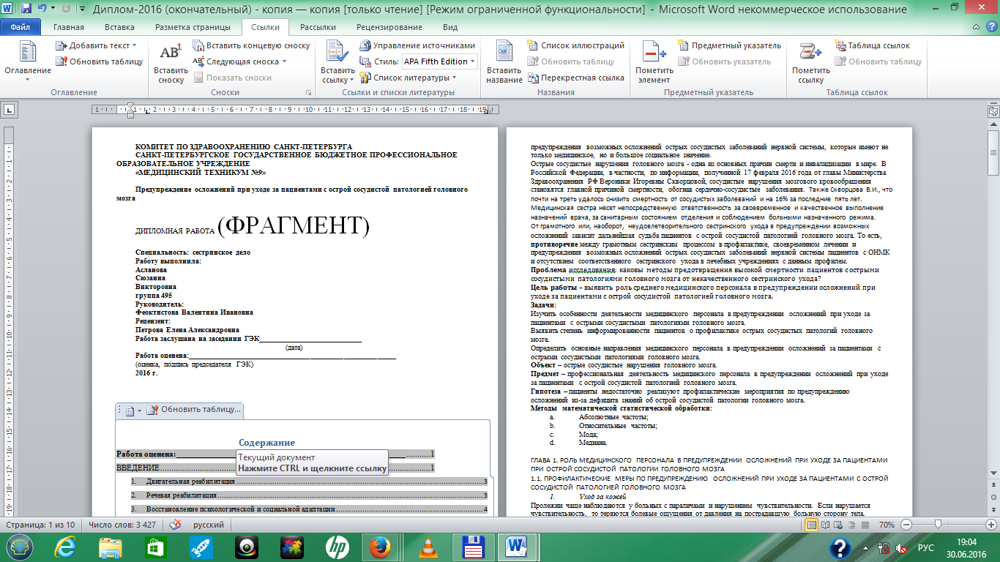 Диплом-2016 (окончательный) - копия — копия [только чтение] [Режим ограниченной функциональности] - Microsoft Word некоммерческое использование
Файл Главная Вставка Разметка страницы Ссылки Рассылки Рецензирование Вид
Оглавление
Добавить текст
Обновить таблицу
Оглавление
AB1
Вставить сноску
Вставить концевую сноску
Следующая сноска
Показать сноски
Сноски
Вставить ссылку
Управление источниками
Стиль: APA Fifth Edition
Список литературы
Ссылки и списки литературы
Вставить название
Список иллюстраций
Обновить таблицу
Перекрестная ссылка
Названия
Пометить элемент
Предметный указатель
Обновить указатель
Предметный указатель
Пометить ссылку
Таблица ссылок
Обновить таблицу
Таблица ссылок
КОМИТЕТ ПО ЗДРАВООХРАНЕНИЮ САНКТ-ПЕТЕРБУРГА
САНКТ-ПЕТЕРБУРГСКОЕ ГОСУДАРСТВЕННОЕ БЮДЖЕТНОЕ ПРОФЕССИОНАЛЬНОЕ
ОБРАЗОВАТЕЛЬНОЕ УЧРЕЖДЕНИЕ
«МЕДИЦИНСКИЙ ТЕХНИКУМ №9»
Предупреждение осложнений при уходе за пациентами с острой сосудистой патологией головного
мозга
ДИПЛОМНАЯ РАБОТА (ФРАГМЕНТ)
Специальность: сестринское дело
Работу выполнила:
Асланова
Сюзанна
Викторовна
группа 495
Руководитель:
Феоктистова Валентина Ивановна
Рецензент:
Петрова Елена Александровна
Работа заслушана на заседании ГЭК____________________________
(дата)
Работа оценена:____________________________________________________________
(оценка, подпись председателя ГЭК)
2016 г.
Обновить таблицу...
Содержание
Работа оценена:____________________________________________________________ ...........1
ВВЕДЕНИЕ...........1
1. Двигательная реабилитация...........3
2. Речевая реабилитация...........3
3. Восстановление психологической и социальной адаптации...........4
Текущий документ
Нажмите CTRL и щелкните ссылку
предупреждения возможных осложнений острых сосудистых заболеваний нервной системы, которые имеют не
только медицинское, но и большое социальное значение.
Острые сосудистые нарушения головного мозга - одна из основных причин смерти и инвалидизации в мире. В
Российской Федерации, в частности, по информации, полученной 17 февраля 2016 года от главы Министерства
Здравоохранения РФ Вероники Игоревны Скворцовой, сосудистые нарушения мозгового кровообращения
становятся главной причиной смертности, обогнав сердечно-сосудистые заболевания. Также Скворцова В.И., что
почти на треть удалось снизить смертность от сосудистых заболеваний и на 16% за последние пять лет.
Медицинская сестра несет непосредственную ответственность за своевременное и качественное выполнение
назначений врача, за санитарным состоянием отделения и соблюдением больными назначенного режима.
От грамотного или, наоборот, неудовлетворительного сестринского ухода в предупреждении возможных
осложнений зависит дальнейшая судьба пациентов с острой сосудистой патологией головного мозга. То есть,
противоречие между грамотным сестринским процессом в профилактике, своевременном лечении и
предупреждения возможных осложнений острых сосудистых заболеваний нервной системы пациентов с ОНМК
и отсутствием соответственного сестринского ухода в лечебных учреждениях с данным профилем.
Проблема исследования: каковы методы предотвращения высокой смертности пациентов с острыми
сосудистыми патологиями головного мозга от некачественного сестринского ухода?
Цель работы – выявить роль среднего медицинского персонала в предупреждении осложнений при
уходе за пациентами с острой сосудистой патологией головного мозга.
Задачи:
Изучить особенности деятельности медицинского персонала в предупреждении осложнений при уходе за
пациентами с острыми сосудистыми патологиями головного мозга.
Выявить степень информированности пациентов о профилактике острых сосудистых патологий головного
мозга.
Определить основные направления медицинского персонала в предупреждении осложнений за пациентами с
острыми сосудистыми патологиями головного мозга.
Объект – острые сосудистые нарушения головного мозга.
Предмет – профессиональная деятельность медицинского персонала в предупреждении осложнений при уходе
за пациентами с острой сосудистой патологией головного мозга.
Гипотеза – пациенты недостаточно реализуют профилактические мероприятия по предупреждению
осложнений из-за дефицита знаний об острой сосудистой патологии головного мозга.
Методы математической статистической обработки:
a. Абсолютные частоты;
b. Относительные частоты;
c. Мода;
d. Медиана.
ГЛАВА 1. РОЛЬ МЕДИЦИНСКОГО ПЕРСОНАЛА В ПРЕДУПРЕЖДЕНИИ ОСЛОЖНЕНИЙ ПРИ УХОДЕ ЗА ПАЦИЕНТАМИ
ПРИ ОСТРОЙ СОСУДИСТОЙ ПАТОЛОГИИ ГОЛОВНОГО МОЗГА
1.1. ПРОФИЛАКТИЧЕСКИЕ МЕРЫ ПО ПРЕДУПРЕЖДЕНИЮ ОСЛОЖНЕНИЙ ПРИ УХОДЕ ЗА ПАЦИЕНТАМИ С ОСТРОЙ
СОСУДИСТОЙ ПАТОЛОГИЕЙ ГОЛОВНОГО МОЗГА
1. Уход за кожей
Пролежни чаще наблюдаются у больных с параличами и нарушением чувствительности. Если нарушается
чувствительность, то теряются болевые ощущения от давления на пострадавшую больную сторону тела.
Страница: 1 из 10 Число слов: 3 427 русский 70%
РУС
19:04
30.06.2016